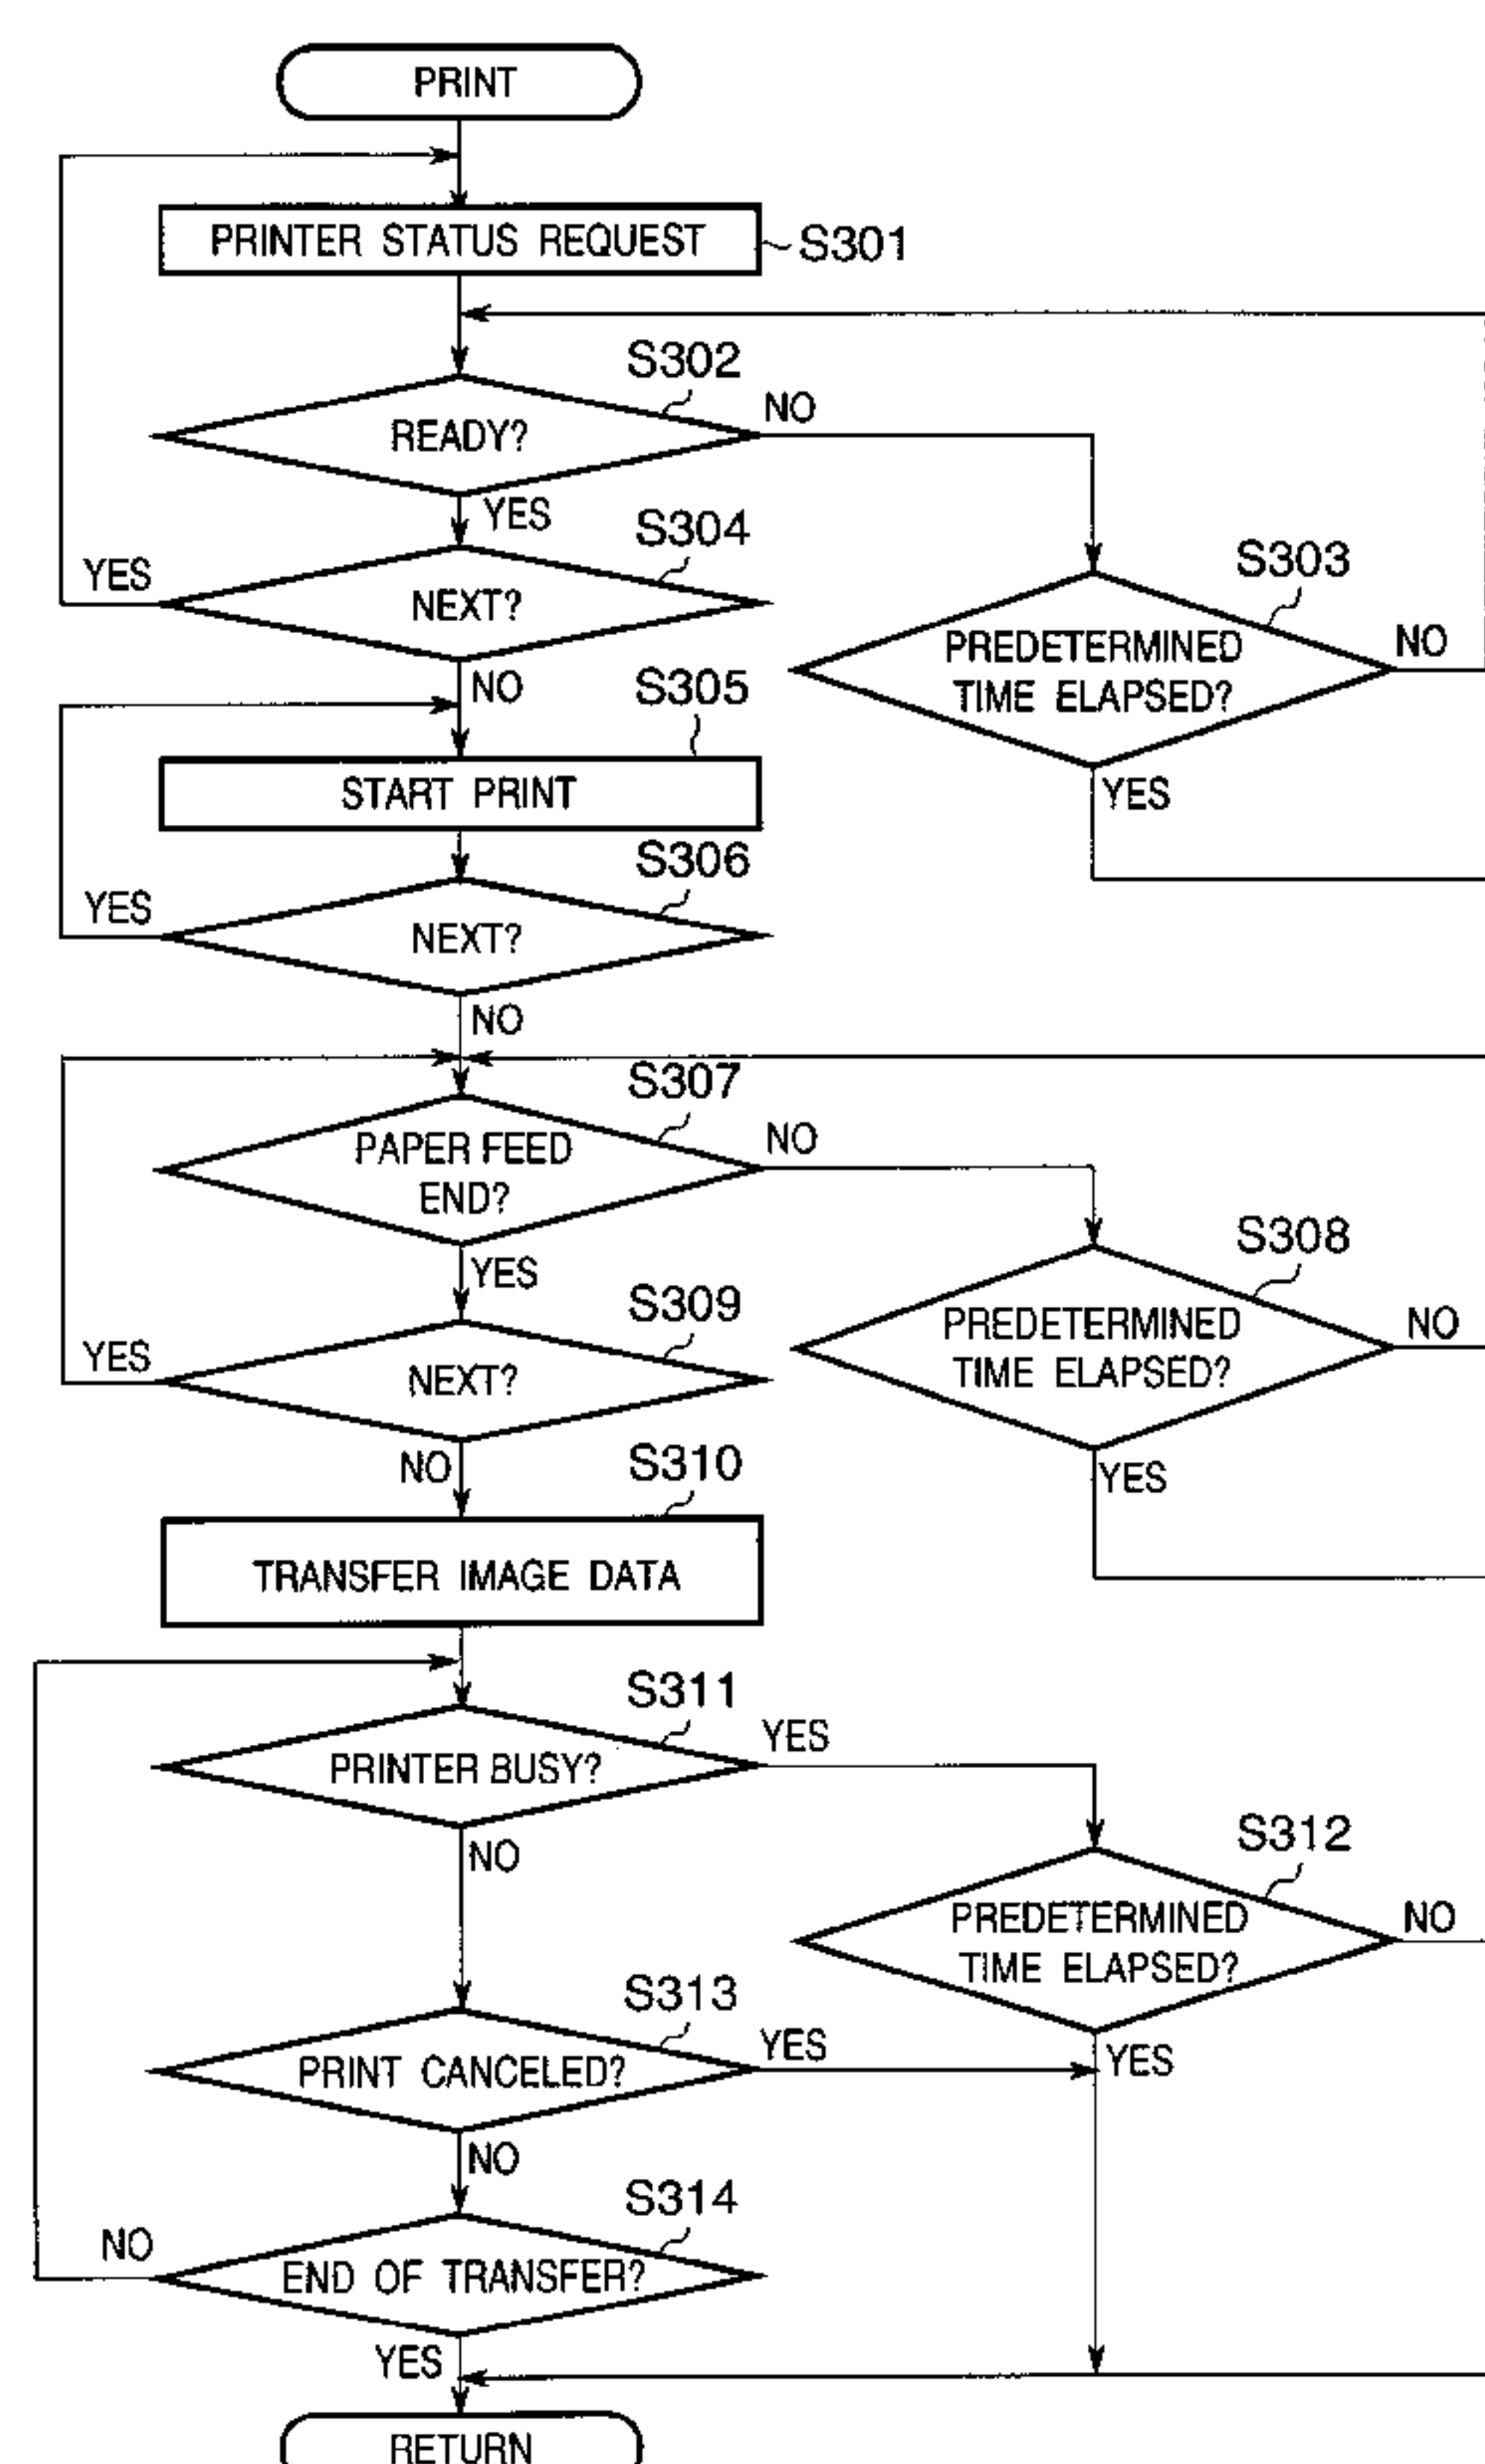 PRINT
PRINTER STATUS REQUEST
S301
S302
READY?
NO
YES
S304
NEXT?
YES
NO
S303
PREDETERMINED
TIME ELAPSED?
NO
YES
S305
START PRINT
S306
NEXT?
YES
NO
S307
PAPER FEED
END?
NO
YES
S308
PREDETERMINED
TIME ELAPSED?
NO
YES
S309
NEXT?
YES
NO
S310
TRANSFER IMAGE DATA
S311
PRINTER BUSY?
YES
NO
S312
PREDETERMINED
TIME ELAPSED?
NO
YES
S313
PRINT CANCELED?
YES
NO
S314
END OF TRANSFER?
NO
YES
RETURN